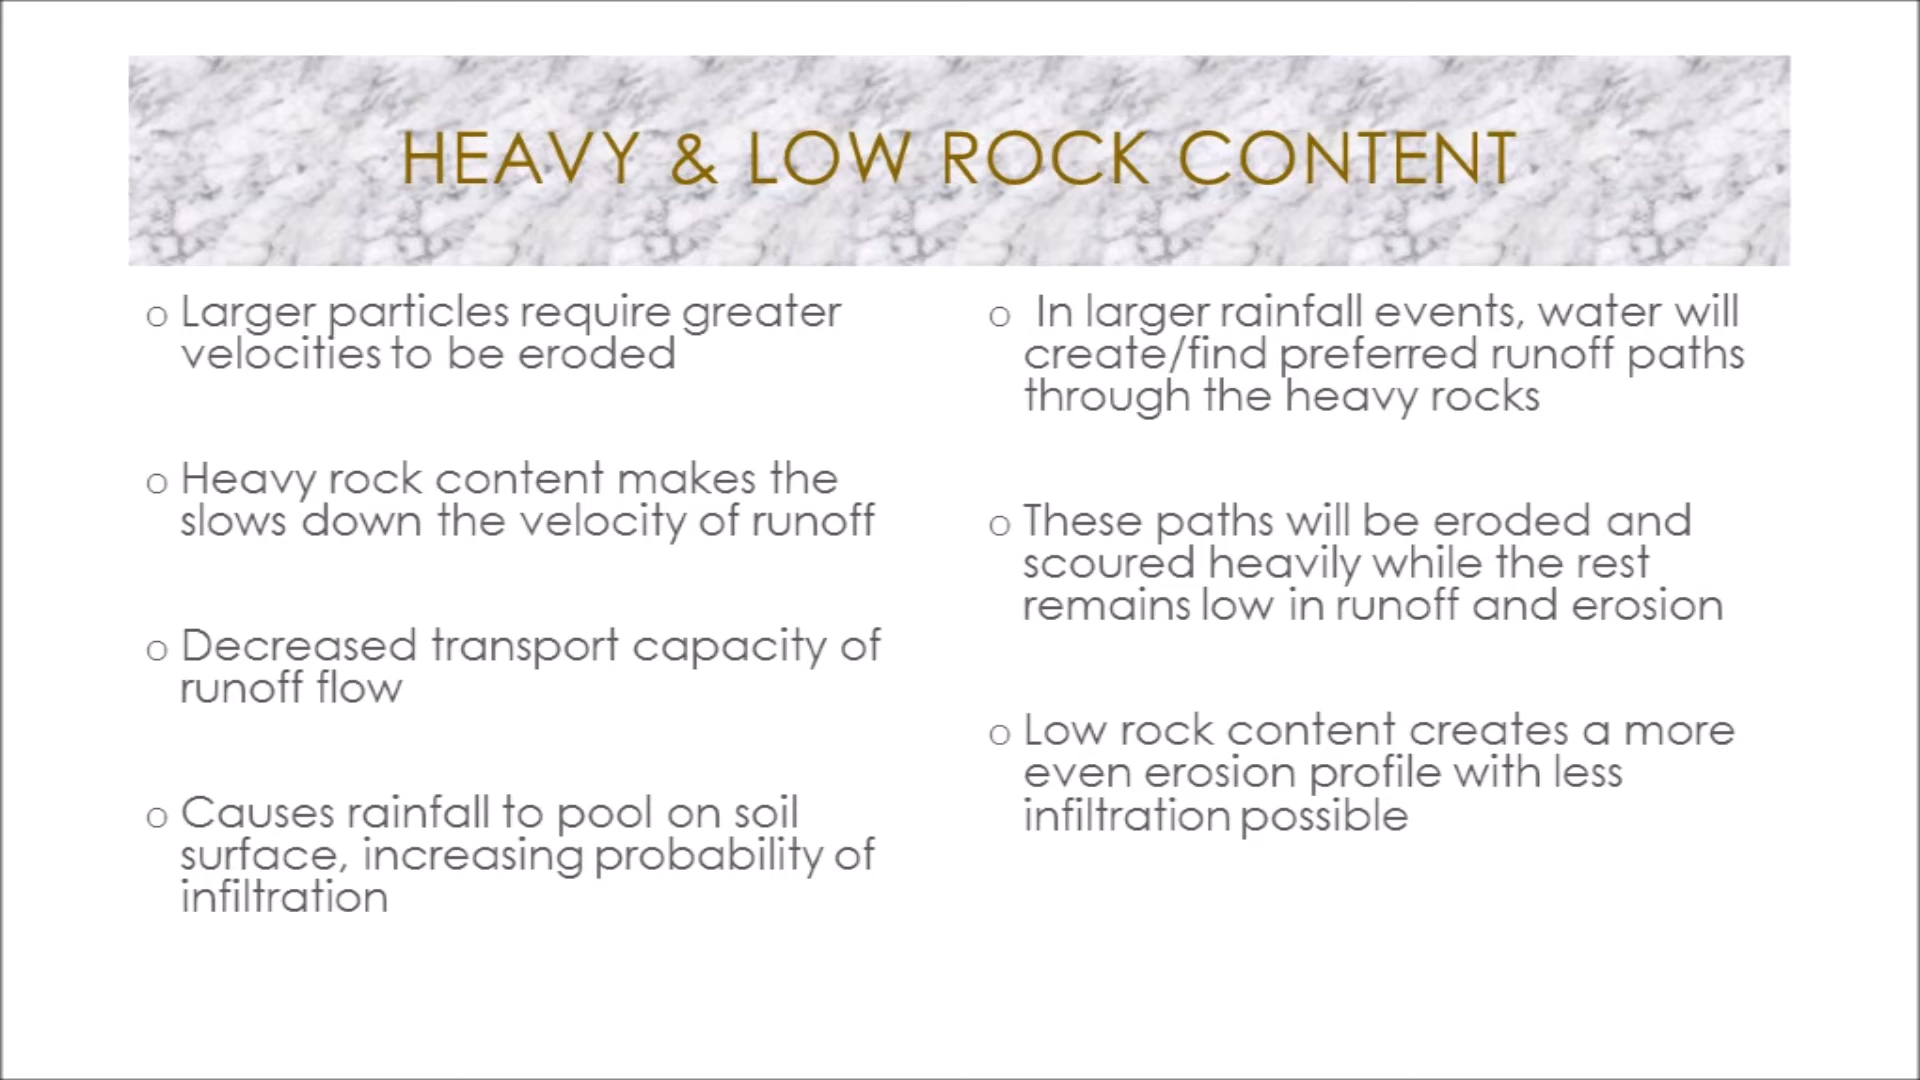 HEAVY & LOW ROCK CONTENT
o Larger particles require greater
velocities to be eroded
o Heavy rock content makes the
slows down the velocity of runoff
o Decreased transport capacity of
runoff flow
o Causes rainfall to pool on soil
surface, increasing probability of
infiltration
o In larger rainfall events, water will
create/find preferred runoff paths
through the heavy rocks
o These paths will be eroded and
scoured heavily while the rest
remains low in runoff and erosion
o Low rock content creates a more
even erosion profile with less
infiltration possible